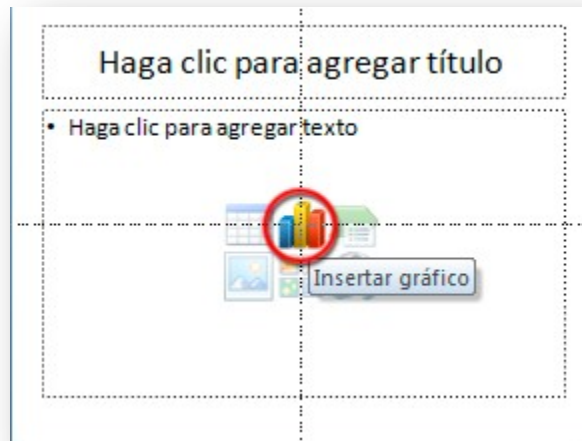 Haga clic para agregar título
• Haga clic para agregar texto
Insertar gráfico